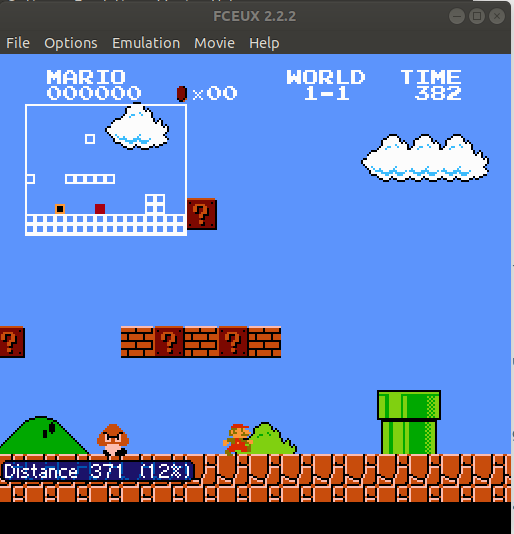 FCEUX 2.2.2
File Options Emulation Movie Help
MARIO WORLD TIME
000000 ×00 1-1 382
?
? ? ?
Distance 371 (12%)